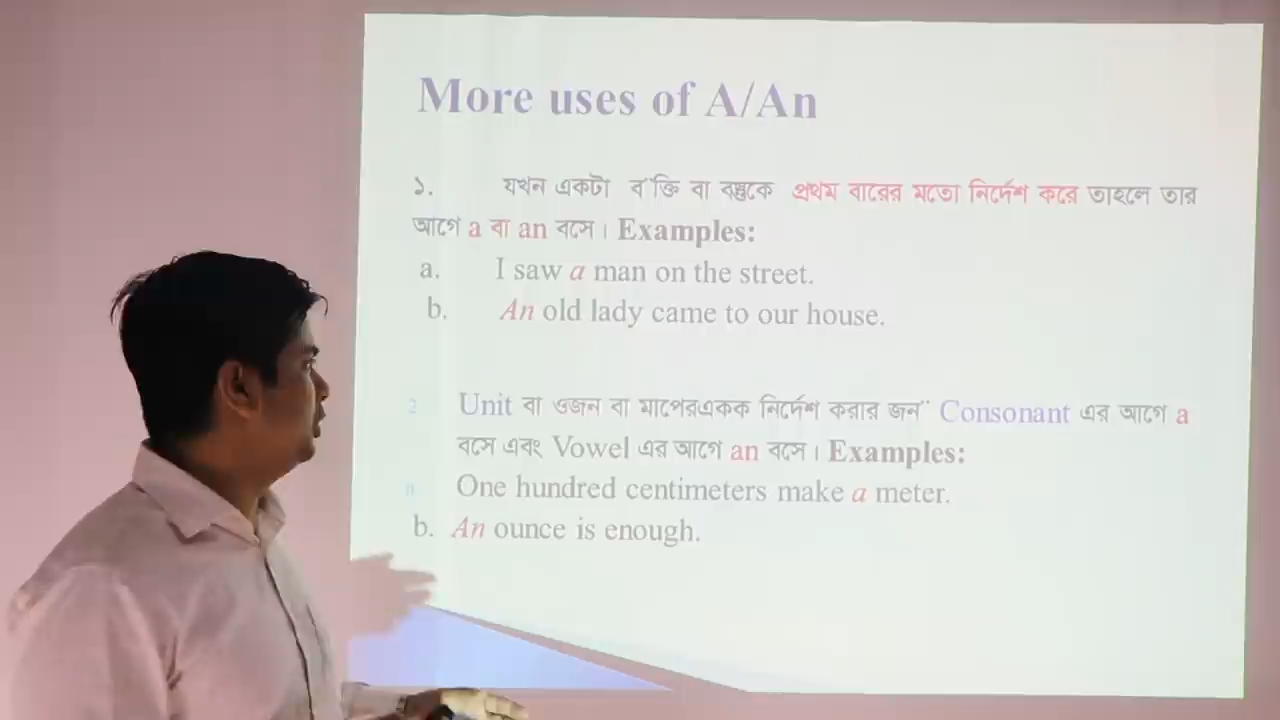 More uses of A/An
১. যখন একটা ব‍্যক্তি বা বস্তুকে প্রথম বারের মতো নির্দেশ করে তাহলে তার
আগে a বা an বসে। Examples:
a. I saw a man on the street.
b. An old lady came to our house.
2. Unit বা ওজন বা মাপেরএকক নির্দেশ করার জন্য Consonant এর আগে a
বসে এবং Vowel এর আগে an বসে। Examples:
One hundred centimeters make a meter.
b. An ounce is enough.